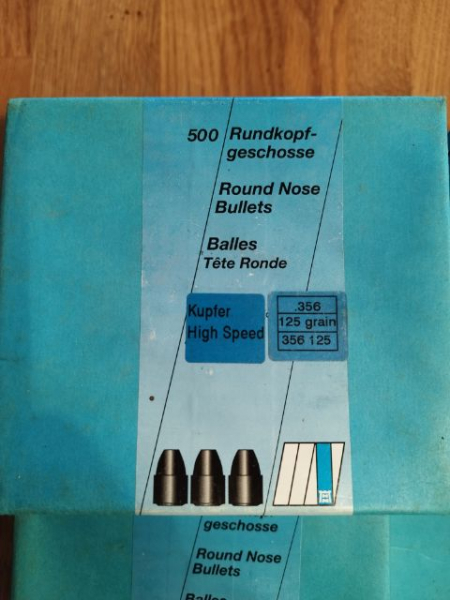 500 Rundkopf-
geschosse
Round Nose
Bullets
Balles
Tête Ronde
Kupfer
High Speed
.356
125 grain
356 125
geschosse
Round Nose
Bullets
Balles